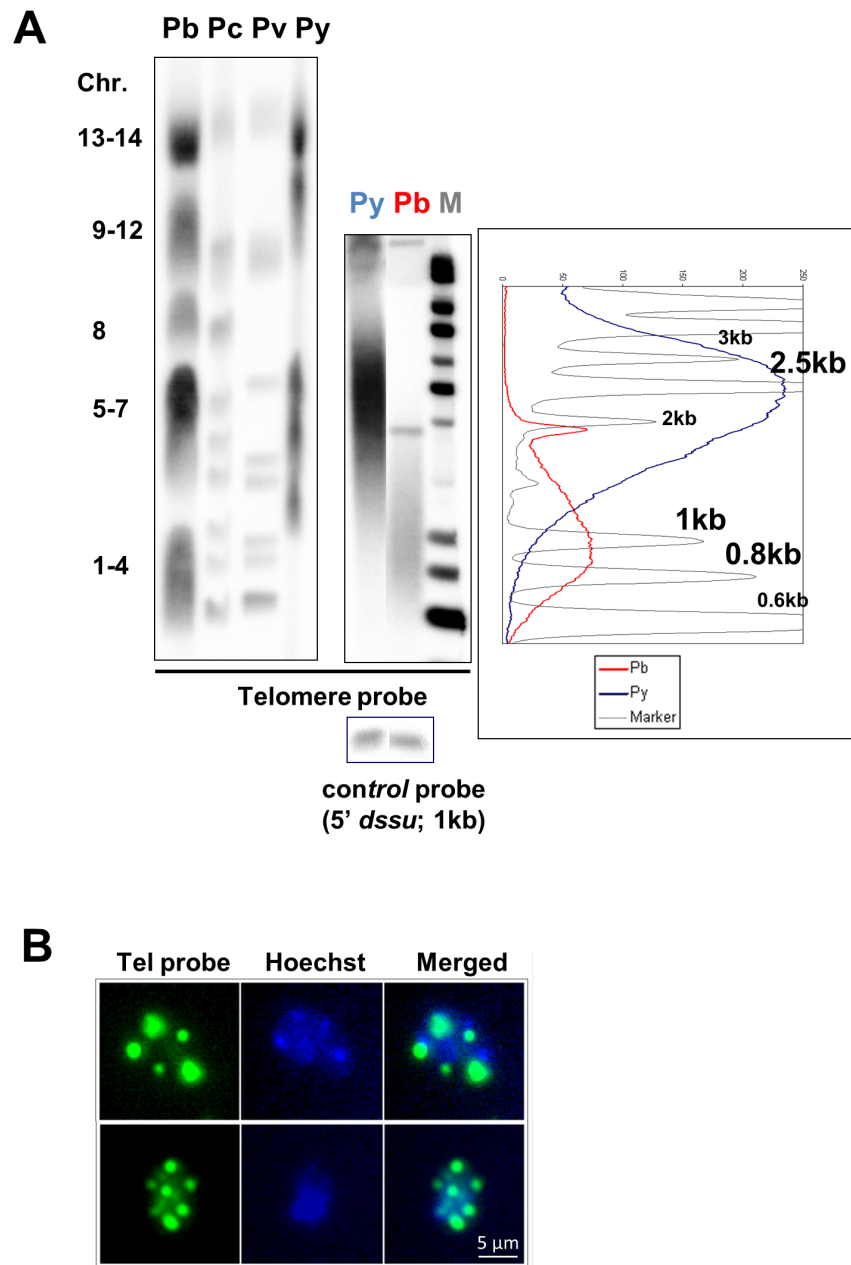 A
Pb Pc Pv Py
Chr.
13-14
9-12
8
5-7
1-4
Py Pb M
0 50 100 150 200 250
3kb
2.5kb
2kb
1kb
0.8kb
0.6kb
Pb
Py
Marker
Telomere probe
control probe
(5' dssu; 1kb)
B
Tel probe Hoechst Merged
5 µm